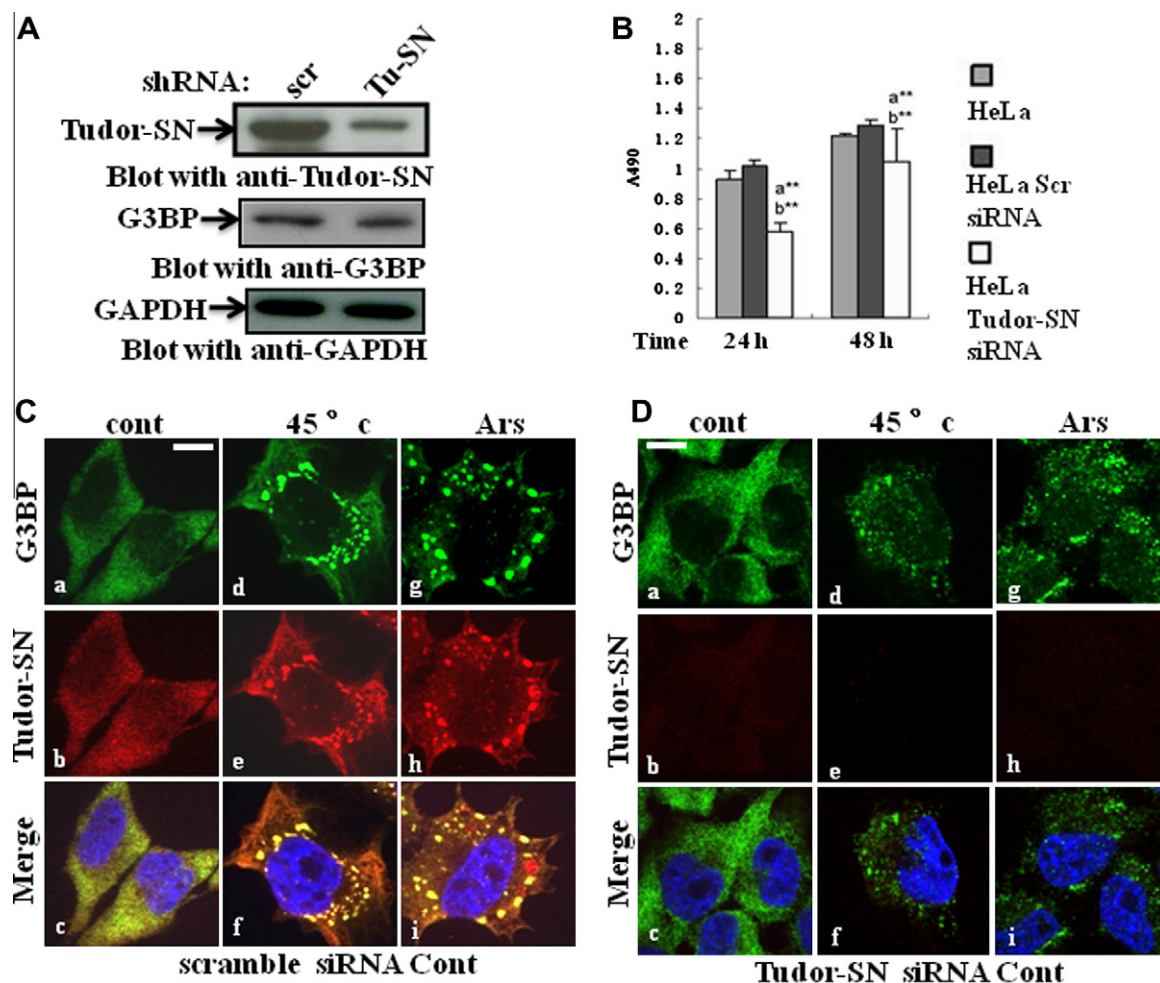 A
shRNA: scr Tu-SN
Tudor-SN
Blot with anti-Tudor-SN
G3BP
Blot with anti-G3BP
GAPDH
Blot with anti-GAPDH
B
2
1.8
1.6
1.4
1.2
1
0.8
0.6
0.4
0.2
0
A490
a**
b**
a**
b**
Time 24h 48h
HeLa
HeLa Scr
siRNA
HeLa
Tudor-SN
siRNA
C
cont 45° c Ars
G3BP
a d g
Tudor-SN
b e h
Merge
c f i
scramble siRNA Cont
D
cont 45° c Ars
G3BP
a d g
Tudor-SN
b e h
Merge
c f i
Tudor-SN siRNA Cont